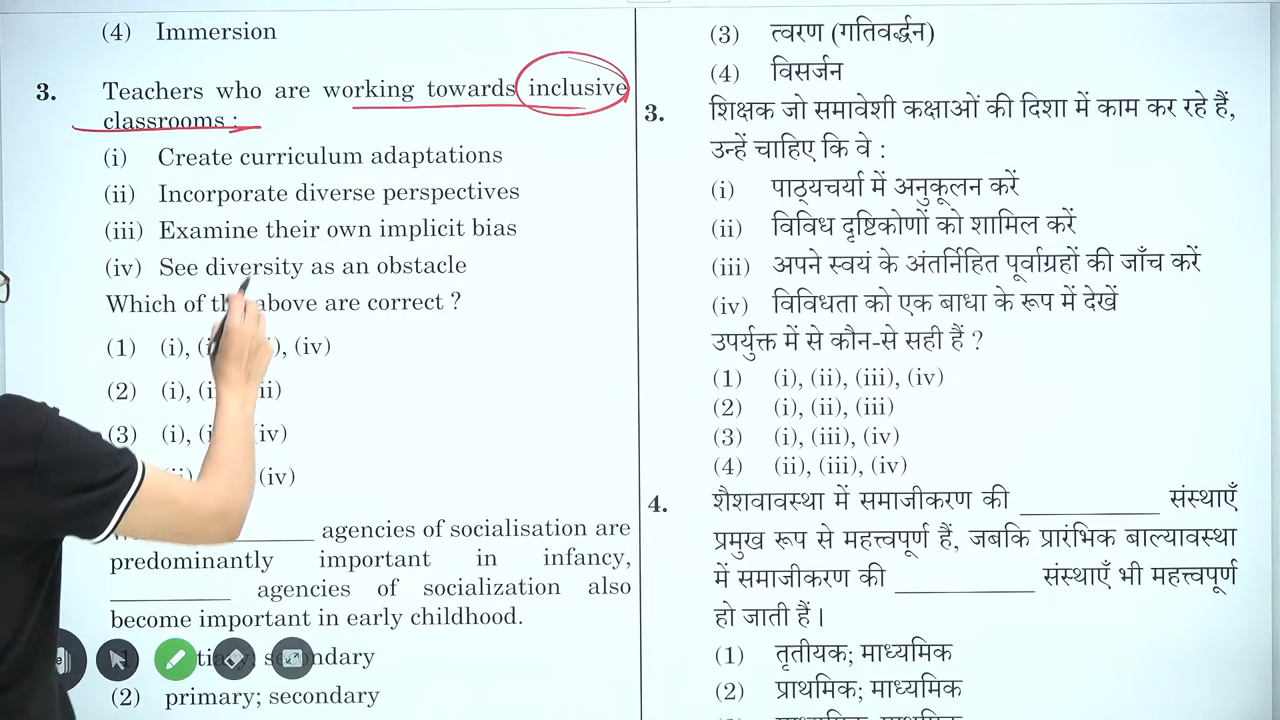 (4) Immersion
3. Teachers who are working towards inclusive
classrooms :
(i) Create curriculum adaptations
(ii) Incorporate diverse perspectives
(iii) Examine their own implicit bias
(iv) See diversity as an obstacle
Which of above are correct ?
(1) (i), (iv)
(2) (i),
(3) (i), (iv)
(iv)
agencies of socialisation are
predominantly important in infancy,
____________ agencies of socialization also
become important in early childhood.
(2) primary; secondary
(3) त्वरण (गतिवर्द्धन)
(4) विसर्जन
3. शिक्षक जो समावेशी कक्षाओं की दिशा में काम कर रहे हैं,
उन्हें चाहिए कि वे :
(i) पाठ्यचर्या में अनुकूलन करें
(ii) विविध दृष्टिकोणों को शामिल करें
(iii) अपने स्वयं के अंतर्निहित पूर्वाग्रहों की जाँच करें
(iv) विविधता को एक बाधा के रूप में देखें
उपर्युक्त में से कौन-से सही हैं ?
(1) (i), (ii), (iii), (iv)
(2) (i), (ii), (iii)
(3) (i), (iii), (iv)
(4) (ii), (iii), (iv)
4. शैशवावस्था में समाजीकरण की ____________ संस्थाएँ
प्रमुख रूप से महत्त्वपूर्ण हैं, जबकि प्रारंभिक बाल्यावस्था
में समाजीकरण की ____________ संस्थाएँ भी महत्त्वपूर्ण
हो जाती हैं।
(1) तृतीयक; माध्यमिक
(2) प्राथमिक; माध्यमिक